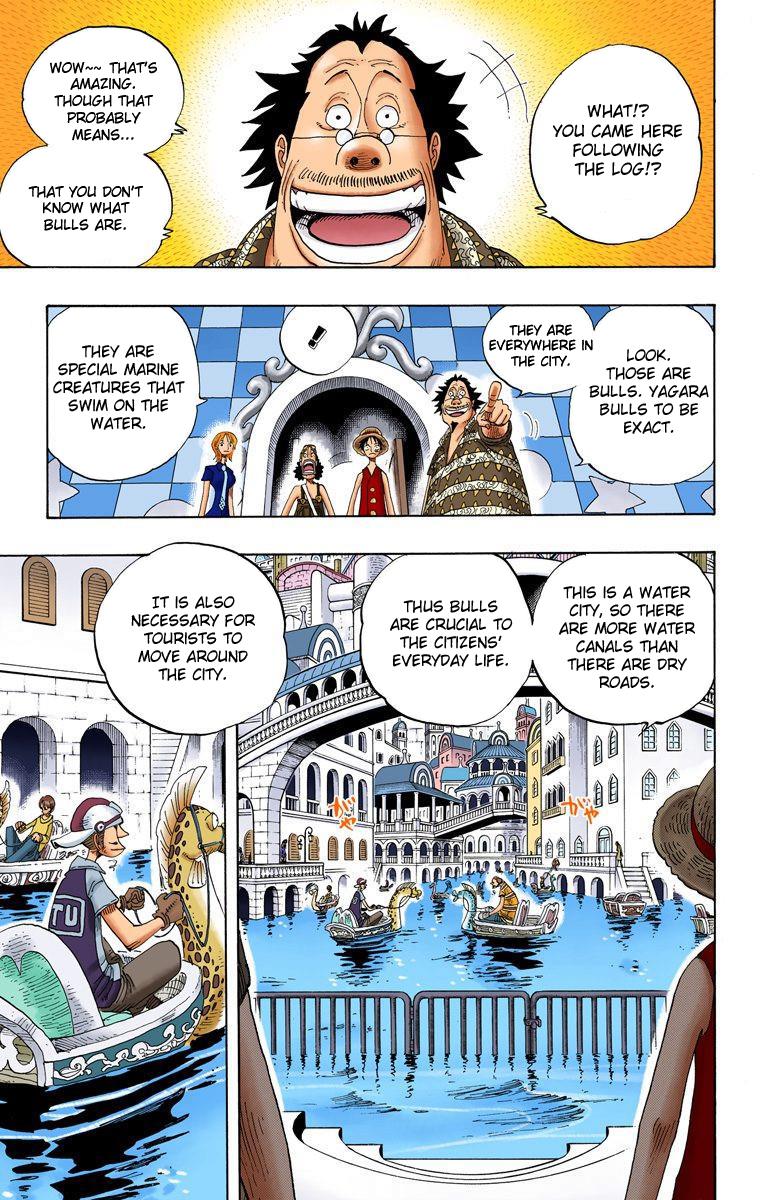 WHAT!?
YOU CAME HERE
FOLLOWING
THE LOG!?
WOW~~ THAT'S
AMAZING.
THOUGH THAT
PROBABLY
MEANS...
THAT YOU DON'T
KNOW WHAT
BULLS ARE.
LOOK.
THOSE ARE
BULLS. YAGARA
BULLS TO BE
EXACT.
THEY ARE
EVERYWHERE IN
THE CITY.
!
THEY ARE
SPECIAL MARINE
CREATURES THAT
SWIM ON THE
WATER.
THIS IS A WATER
CITY, SO THERE
ARE MORE WATER
CANALS THAN
THERE ARE DRY
ROADS.
THUS BULLS
ARE CRUCIAL TO
THE CITIZENS'
EVERYDAY LIFE.
ガヤ
ガヤ
IT IS ALSO
NECESSARY FOR
TOURISTS TO
MOVE AROUND
THE CITY.
TU